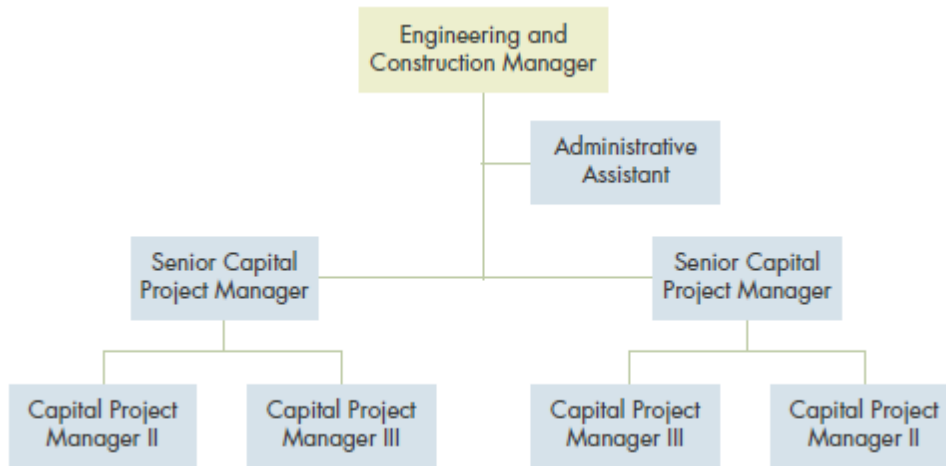 Engineering and
Construction Manager
Administrative
Assistant
Senior Capital
Project Manager
Senior Capital
Project Manager
Capital Project
Manager II
Capital Project
Manager III
Capital Project
Manager III
Capital Project
Manager II